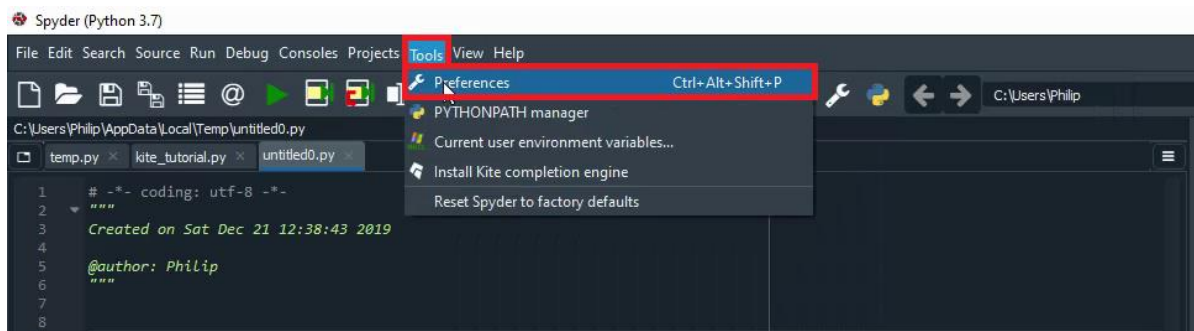 Spyder (Python 3.7)
File Edit Search Source Run Debug Consoles Projects Tools View Help
Preferences Ctrl+Alt+Shift+P
C:\Users\Philip
PYTHONPATH manager
C:\Users\Philip\AppData\Local\Temp\untitled0.py
Current user environment variables...
temp.py kite_tutorial.py untitled0.py
Install Kite completion engine
1 # -*- coding: utf-8 -*-
Reset Spyder to factory defaults
2 """
3 Created on Sat Dec 21 12:38:43 2019
4
5 @author: Philip
6 """
7
8